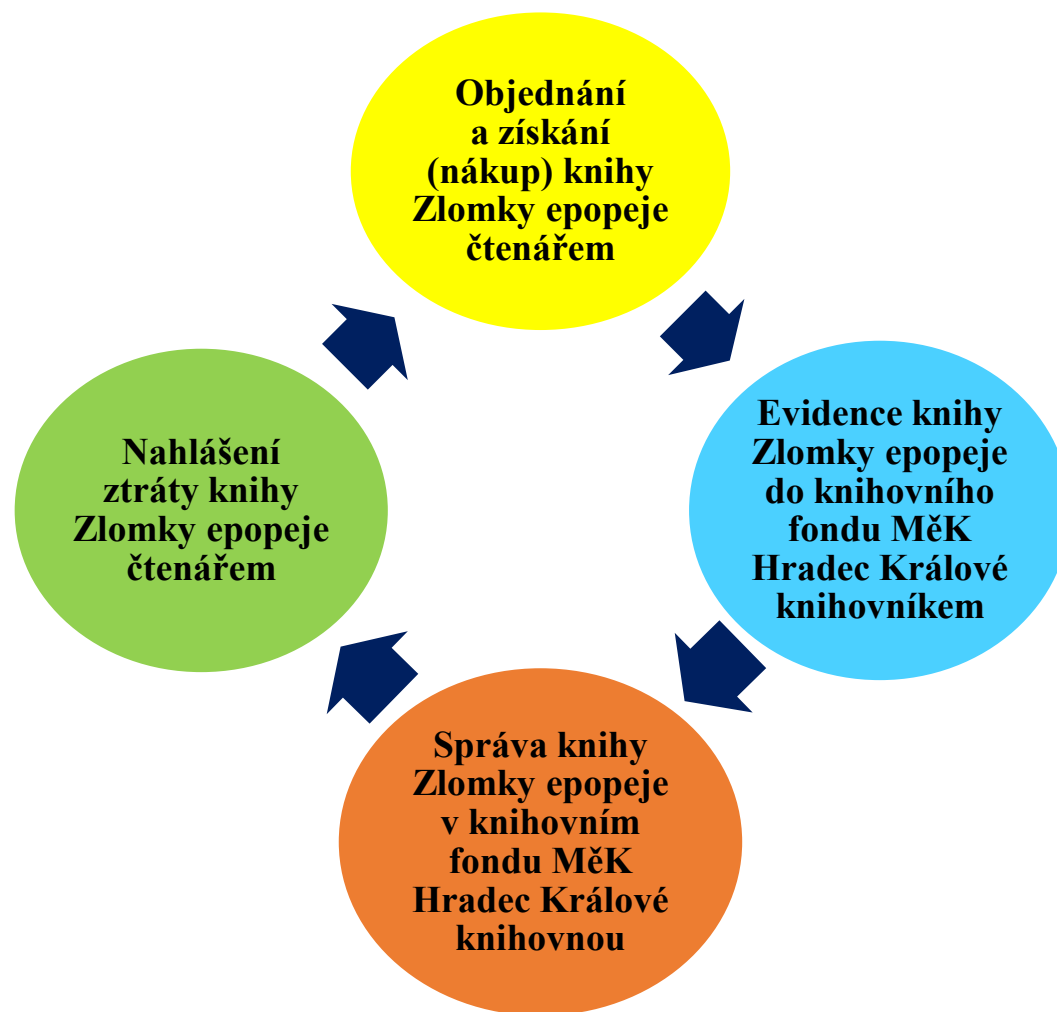 Objednání
a získání
(nákup) knihy
Zlomky epopeje
čtenářem
Evidence knihy
Zlomky epopeje
do knihovního
fondu MěK
Hradec Králové
knihovníkem
Správa knihy
Zlomky epopeje
v knihovním
fondu MěK
Hradec Králové
knihovnou
Nahlášení
ztráty knihy
Zlomky epopeje
čtenářem